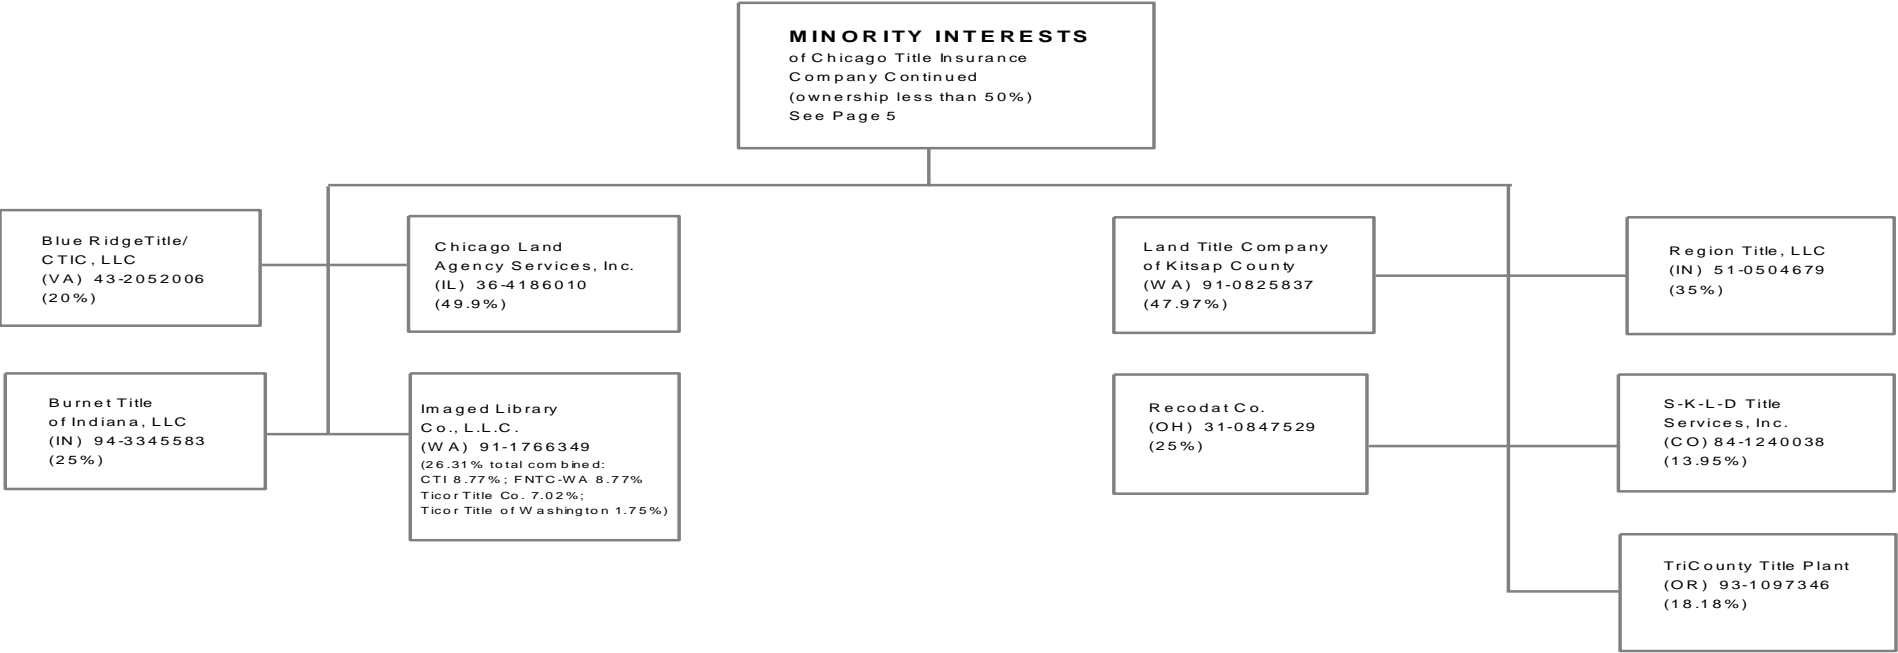 MINORITY INTERESTS
of Chicago Title Insurance
Company Continued
(ownership less than 50%)
See Page 5
Blue RidgeTitle/
CTIC, LLC
(VA) 43-2052006
(20%)
Chicago Land
Agency Services, Inc.
(IL) 36-4186010
(49.9%)
Land Title Company
of Kitsap County
(WA) 91-0825837
(47.97%)
Region Title, LLC
(IN) 51-0504679
(35%)
Burnet Title
of Indiana, LLC
(IN) 94-3345583
(25%)
Imaged Library
Co., L.L.C.
(WA) 91-1766349
(26.31% total combined:
CTI 8.77%; FNTC-WA 8.77%
Ticor Title Co. 7.02%;
Ticor Title of Washington 1.75%)
Recodat Co.
(OH) 31-0847529
(25%)
S-K-L-D Title
Services, Inc.
(CO) 84-1240038
(13.95%)
TriCounty Title Plant
(OR) 93-1097346
(18.18%)